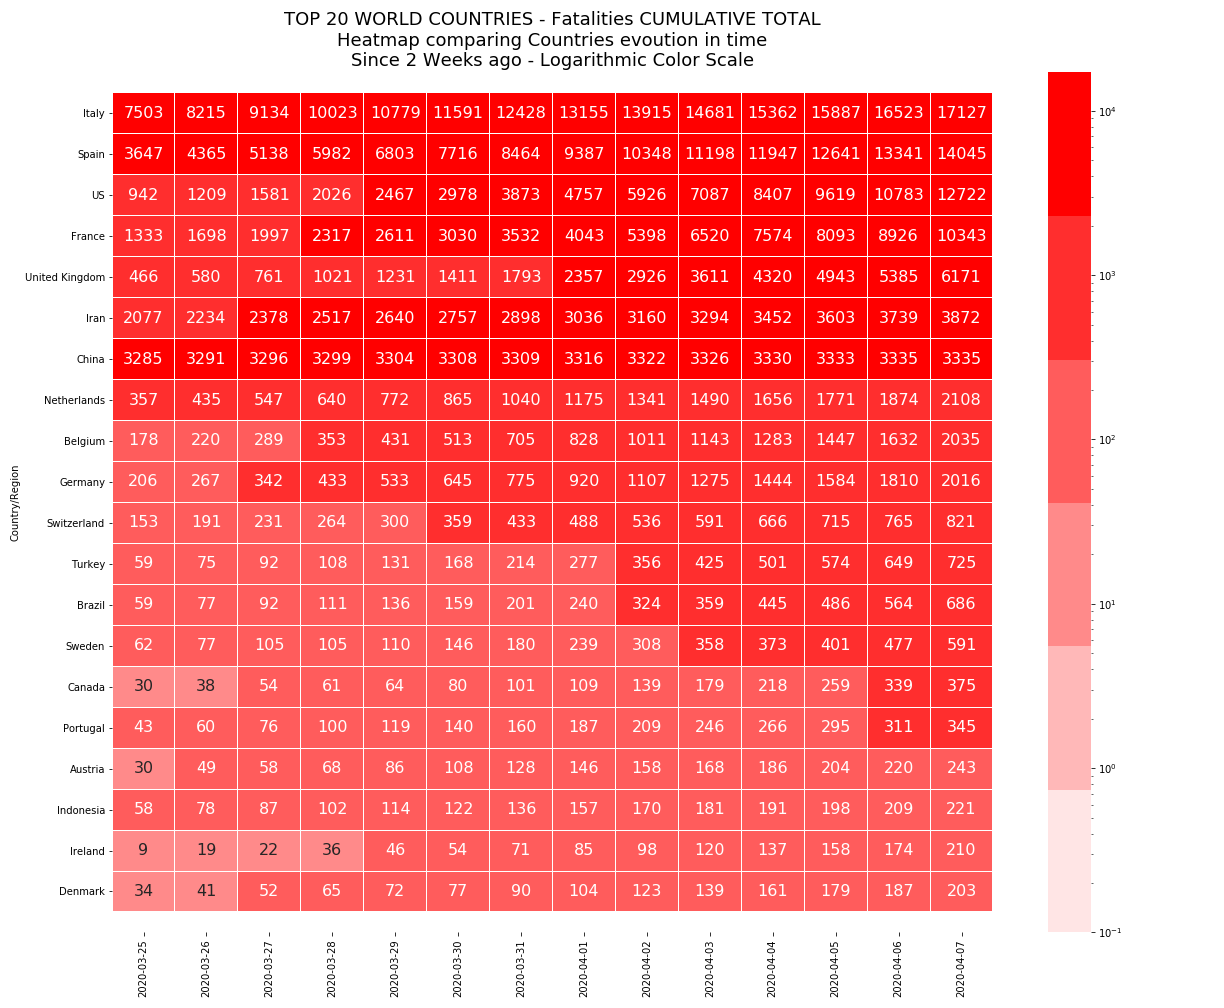 TOP 20 WORLD COUNTRIES - Fatalities CUMULATIVE TOTAL
Heatmap comparing Countries evoution in time
Since 2 Weeks ago - Logarithmic Color Scale
Country/Region
Italy 7503 8215 9134 10023 10779 11591 12428 13155 13915 14681 15362 15887 16523 17127
Spain 3647 4365 5138 5982 6803 7716 8464 9387 10348 11198 11947 12641 13341 14045
US 942 1209 1581 2026 2467 2978 3873 4757 5926 7087 8407 9619 10783 12722
France 1333 1698 1997 2317 2611 3030 3532 4043 5398 6520 7574 8093 8926 10343
United Kingdom 466 580 761 1021 1231 1411 1793 2357 2926 3611 4320 4943 5385 6171
Iran 2077 2234 2378 2517 2640 2757 2898 3036 3160 3294 3452 3603 3739 3872
China 3285 3291 3296 3299 3304 3308 3309 3316 3322 3326 3330 3333 3335 3335
Netherlands 357 435 547 640 772 865 1040 1175 1341 1490 1656 1771 1874 2108
Belgium 178 220 289 353 431 513 705 828 1011 1143 1283 1447 1632 2035
Germany 206 267 342 433 533 645 775 920 1107 1275 1444 1584 1810 2016
Switzerland 153 191 231 264 300 359 433 488 536 591 666 715 765 821
Turkey 59 75 92 108 131 168 214 277 356 425 501 574 649 725
Brazil 59 77 92 111 136 159 201 240 324 359 445 486 564 686
Sweden 62 77 105 105 110 146 180 239 308 358 373 401 477 591
Canada 30 38 54 61 64 80 101 109 139 179 218 259 339 375
Portugal 43 60 76 100 119 140 160 187 209 246 266 295 311 345
Austria 30 49 58 68 86 108 128 146 158 168 186 204 220 243
Indonesia 58 78 87 102 114 122 136 157 170 181 191 198 209 221
Ireland 9 19 22 36 46 54 71 85 98 120 137 158 174 210
Denmark 34 41 52 65 72 77 90 104 123 139 161 179 187 203
2020-03-25 2020-03-26 2020-03-27 2020-03-28 2020-03-29 2020-03-30 2020-03-31 2020-04-01 2020-04-02 2020-04-03 2020-04-04 2020-04-05 2020-04-06 2020-04-07
10⁴
10³
10²
10¹
10⁰
10⁻¹